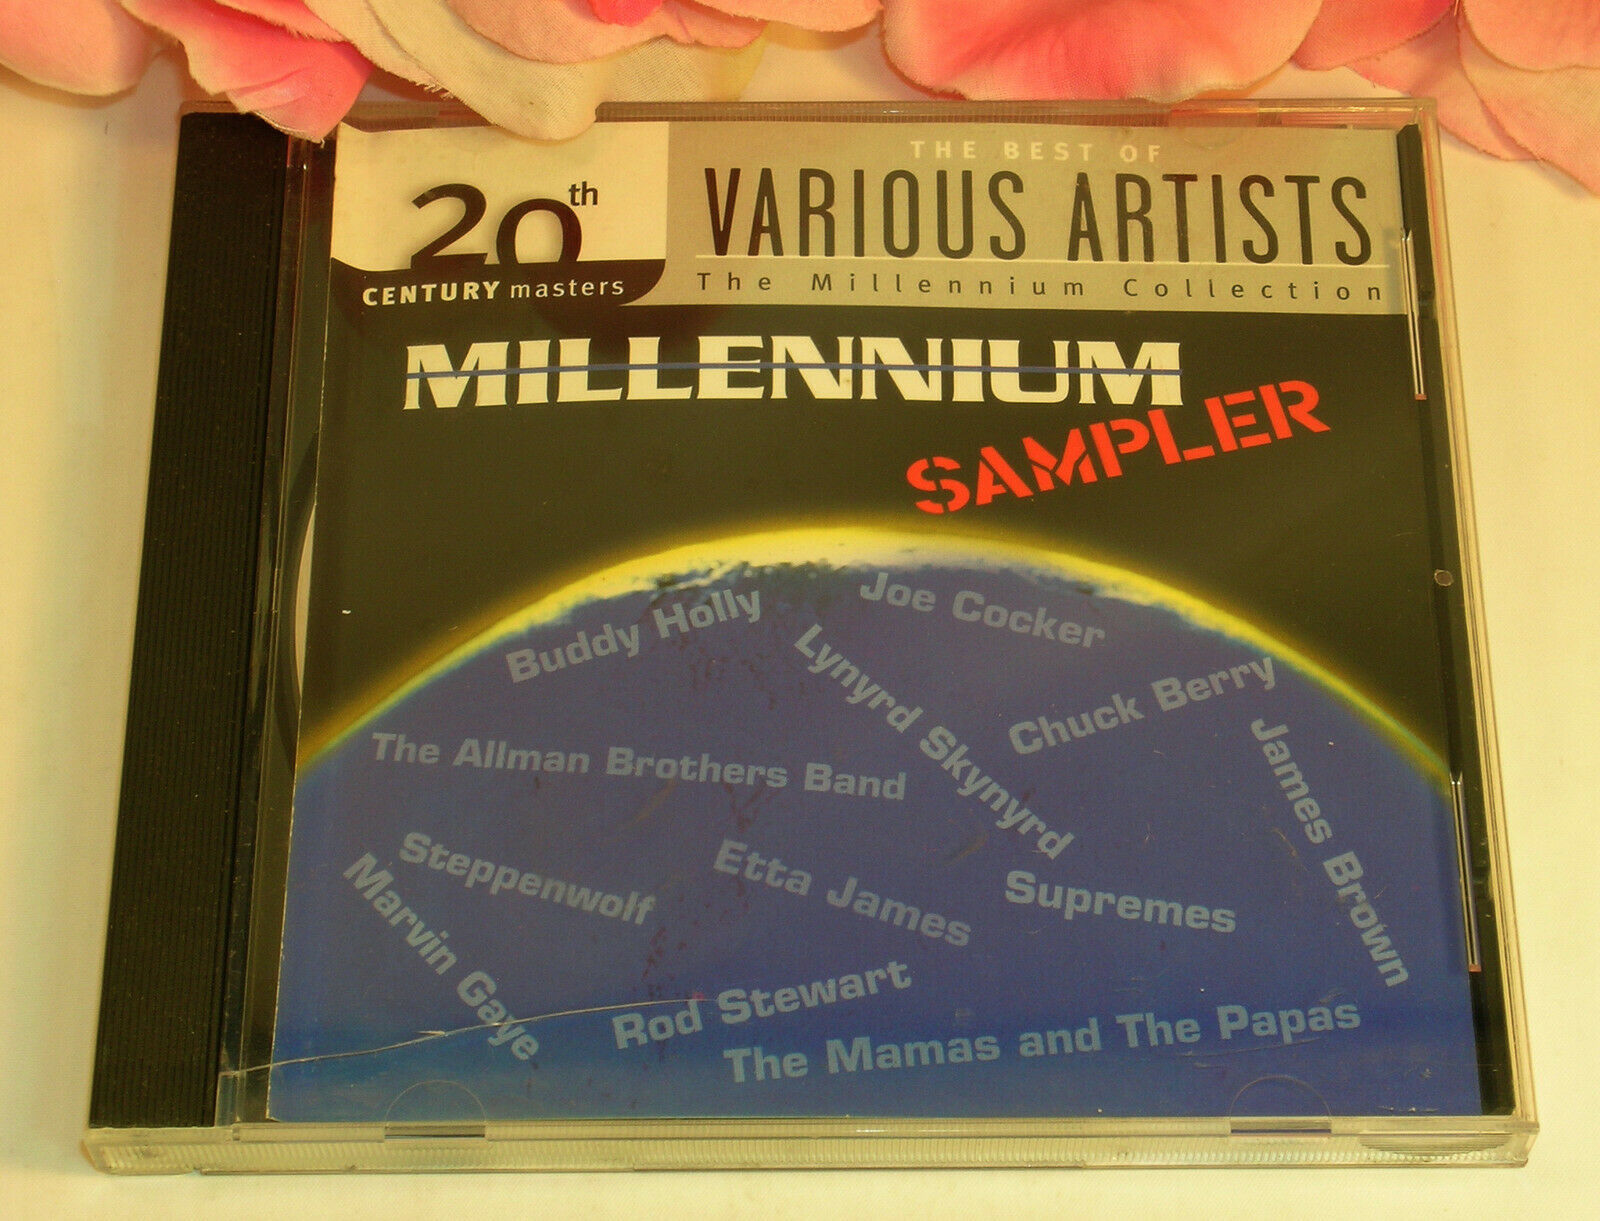 20th
CENTURY masters
THE BEST OF
VARIOUS ARTISTS
The Millennium Collection
MILLENNIUM
SAMPLER
Buddy Holly
Joe Cocker
Lynyrd Skynyrd
Chuck Berry
James Brown
The Allman Brothers Band
Steppenwolf
Etta James
Supremes
Marvin Gaye
Rod Stewart
The Mamas and The Papas